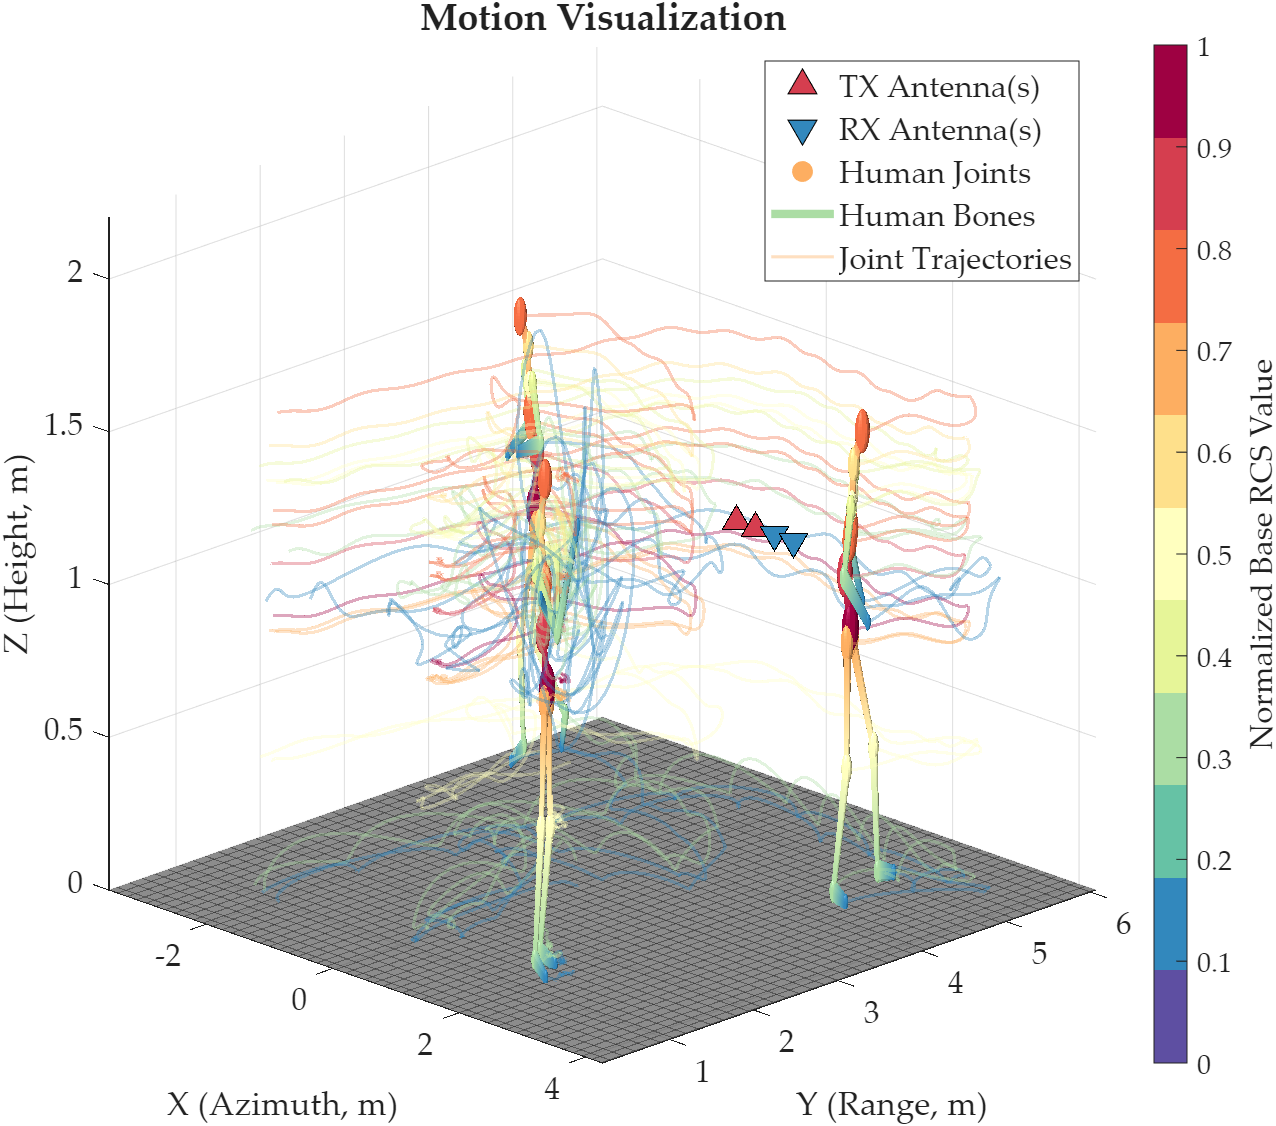 Motion Visualization
TX Antenna(s)
RX Antenna(s)
Human Joints
Human Bones
Joint Trajectories
Z (Height, m)
2
1.5
1
0.5
0
X (Azimuth, m)
-2
0
2
4
Y (Range, m)
1
2
3
4
5
6
Normalized Base RCS Value
1
0.9
0.8
0.7
0.6
0.5
0.4
0.3
0.2
0.1
0